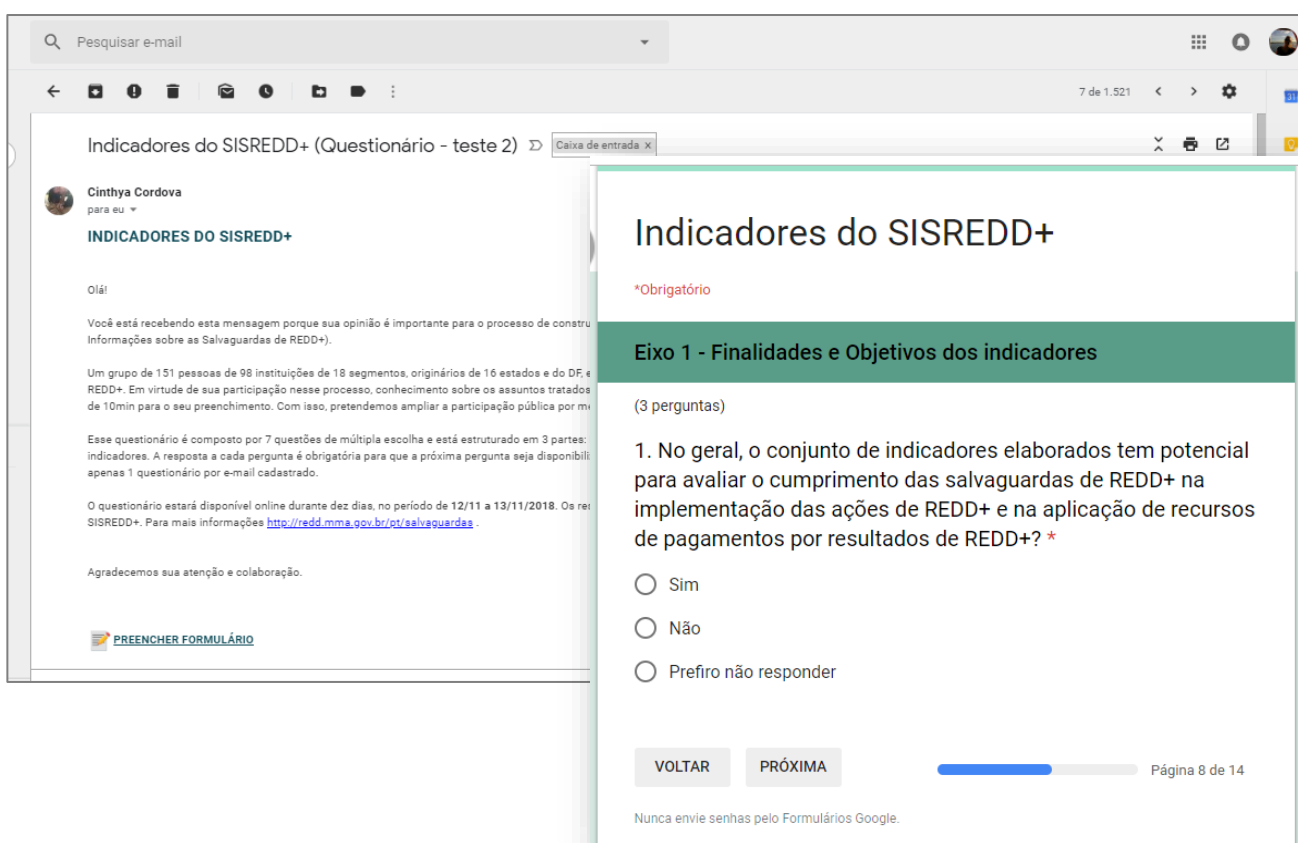 Pesquisar e-mail
7 de 1.521
31
Indicadores do SISREDD+ (Questionário - teste 2)
Caixa de entrada x
Cinthya Cordova
para eu
INDICADORES DO SISREDD+
Olá!
Você está recebendo esta mensagem porque sua opinião é importante para o processo de constru
Informações sobre as Salvaguardas de REDD+).
Um grupo de 151 pessoas de 98 instituições de 18 segmentos, originários de 16 estados e do DF, e
REDD+. Em virtude de sua participação nesse processo, conhecimento sobre os assuntos tratados
de 10min para o seu preenchimento. Com isso, pretendemos ampliar a participação pública por me
Esse questionário é composto por 7 questões de múltipla escolha e está estruturado em 3 partes:
indicadores. A resposta a cada pergunta é obrigatória para que a próxima pergunta seja disponibili
apenas 1 questionário por e-mail cadastrado.
O questionário estará disponível online durante dez dias, no período de 12/11 a 13/11/2018. Os res
SISREDD+. Para mais informações http://redd.mma.gov.br/pt/salvaguardas .
Agradecemos sua atenção e colaboração.
PREENCHER FORMULÁRIO
Indicadores do SISREDD+
*Obrigatório
Eixo 1 - Finalidades e Objetivos dos indicadores
(3 perguntas)
1. No geral, o conjunto de indicadores elaborados tem potencial
para avaliar o cumprimento das salvaguardas de REDD+ na
implementação das ações de REDD+ e na aplicação de recursos
de pagamentos por resultados de REDD+? *
Sim
Não
Prefiro não responder
VOLTAR
PRÓXIMA
Página 8 de 14
Nunca envie senhas pelo Formulários Google.